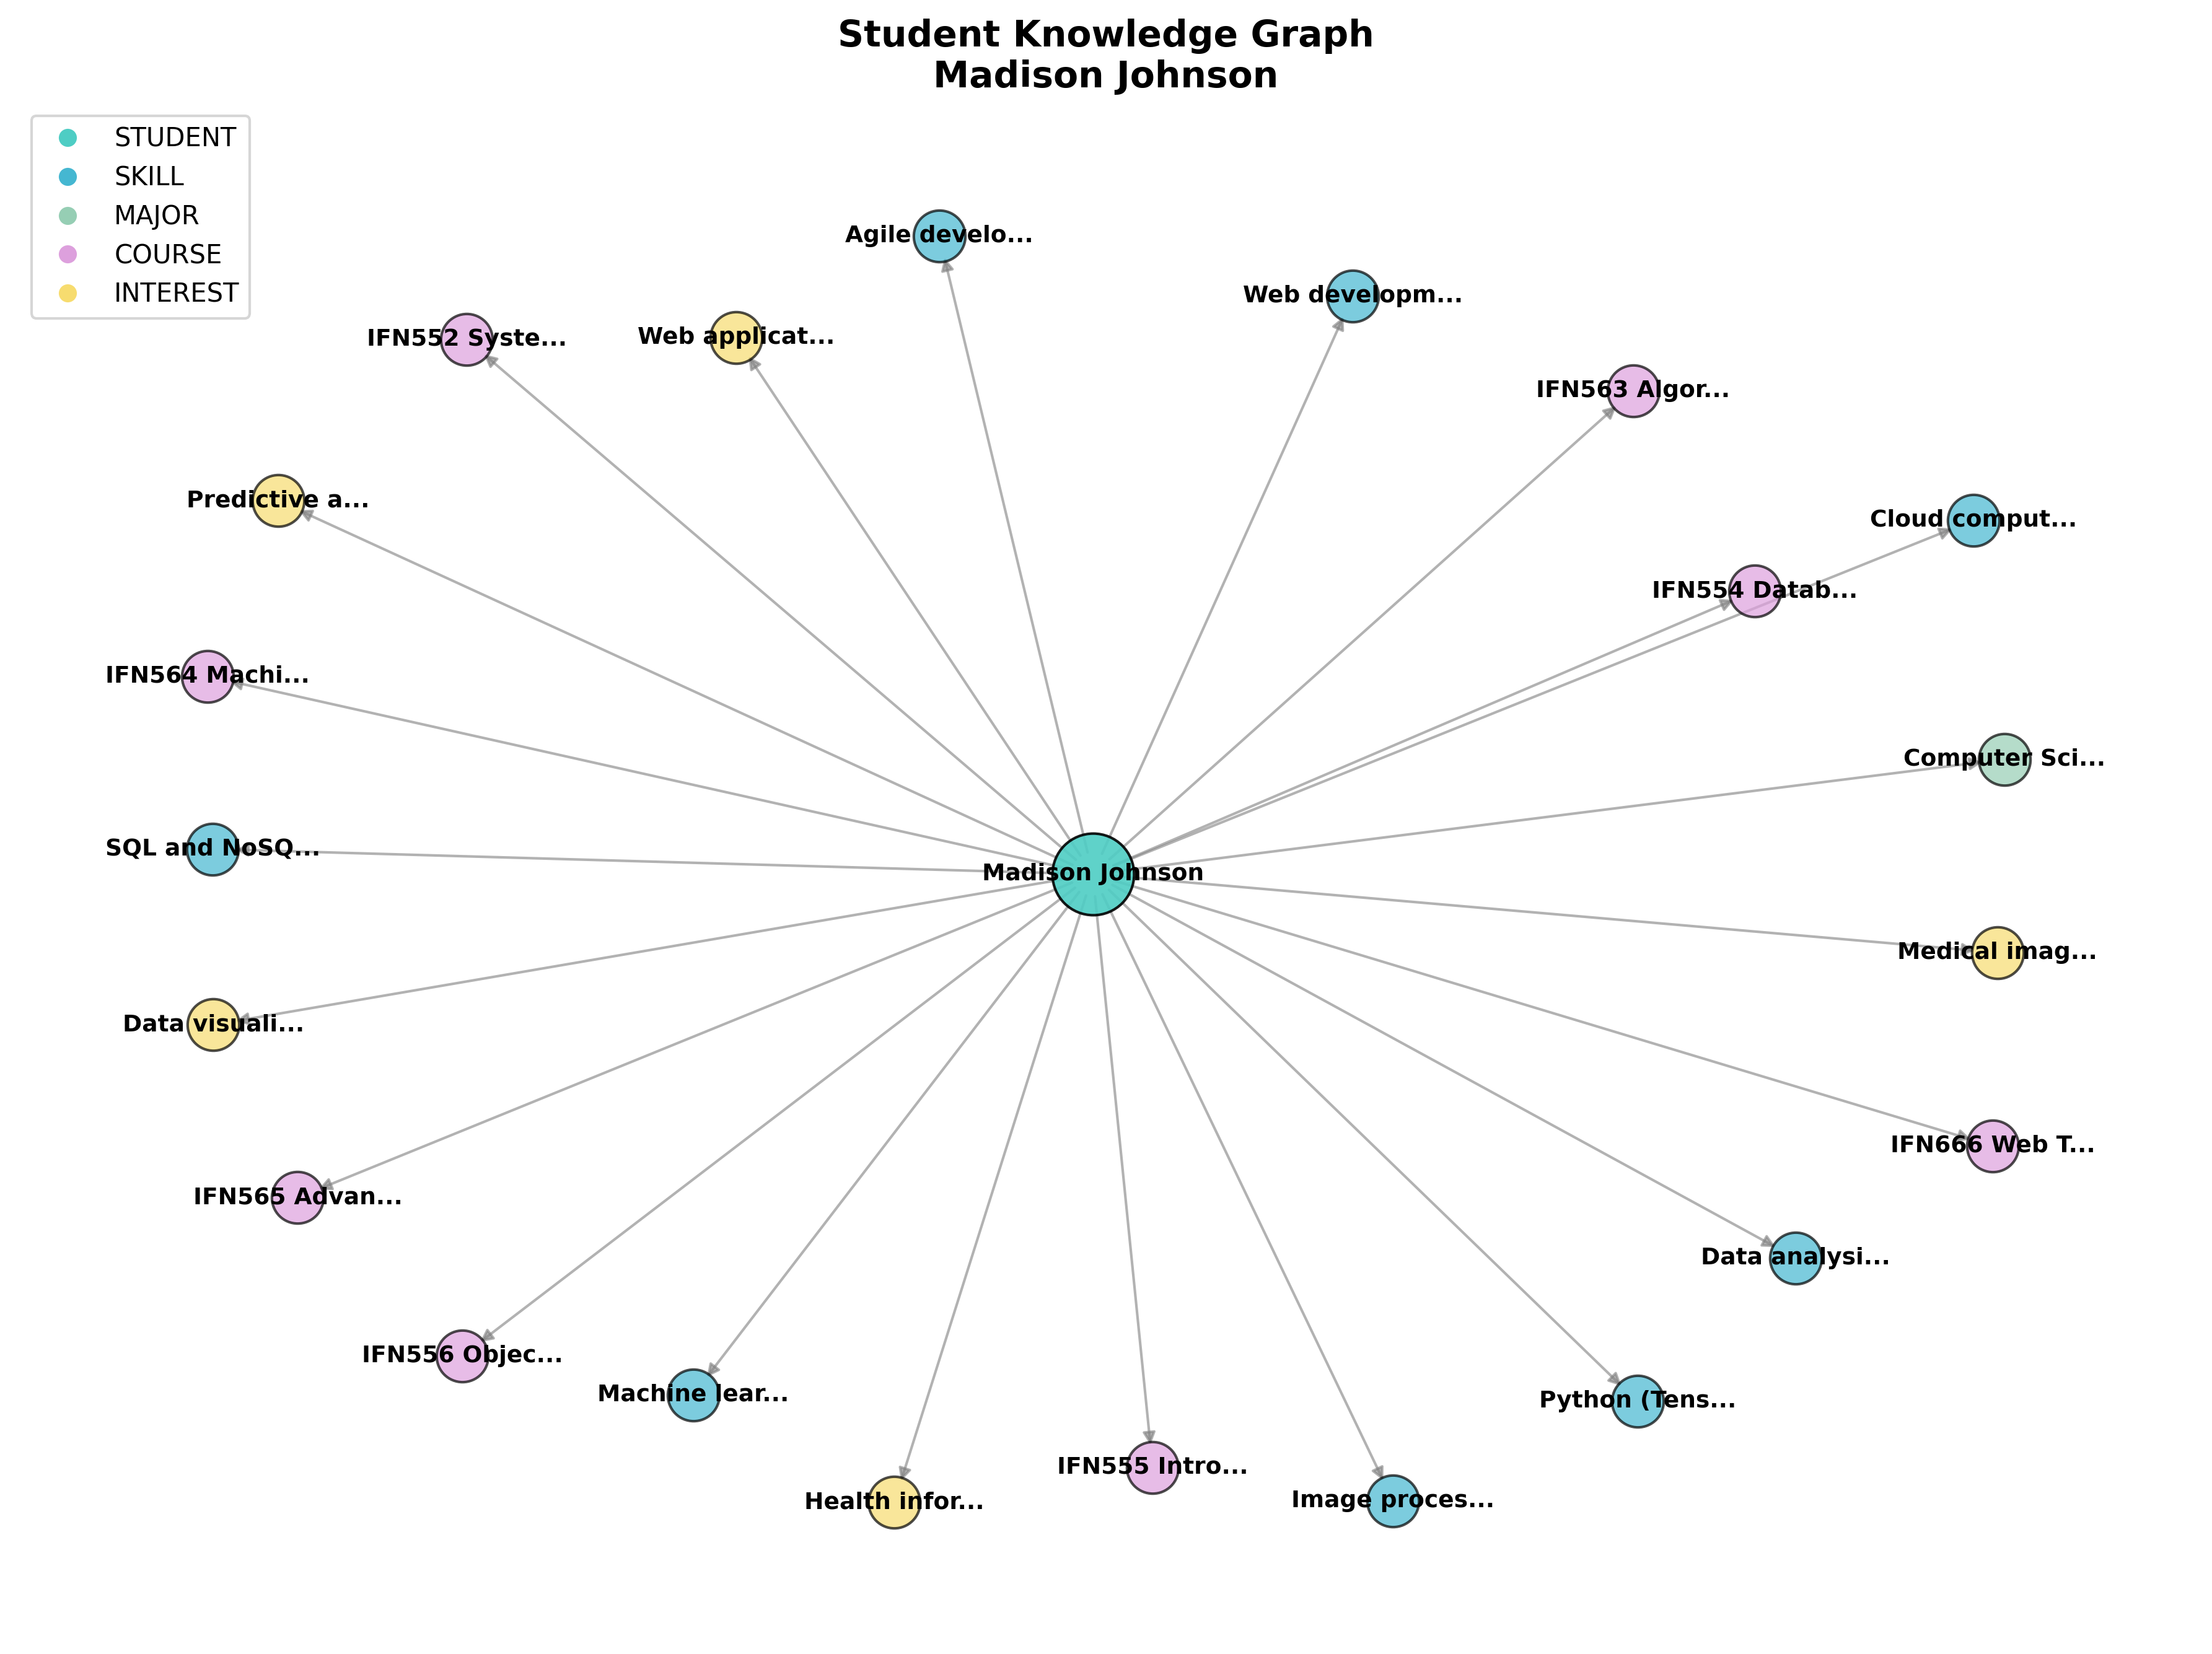 Student Knowledge Graph
Madison Johnson
STUDENT
SKILL
MAJOR
COURSE
INTEREST
Agile develo...
Web developm...
IFN552 Syste...
Web applicat...
IFN563 Algor...
Predictive a...
Cloud comput...
IFN554 Datab...
IFN564 Machi...
Computer Sci...
SQL and NoSQ...
Madison Johnson
Medical imag...
Data visuali...
IFN666 Web T...
IFN565 Advan...
Data analysi...
IFN556 Objec...
Machine lear...
Python (Tens...
IFN555 Intro...
Health infor...
Image proces...